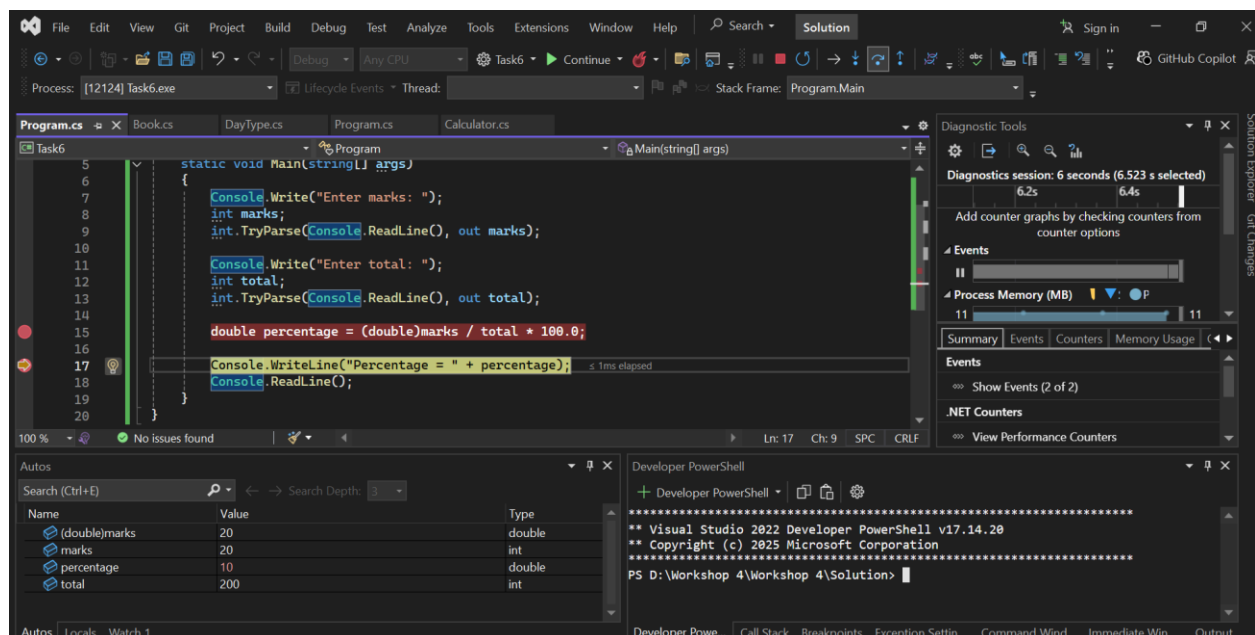 File Edit View Git Project Build Debug Test Analyze Tools Extensions Window Help Search Solution Sign in
Debug Any CPU Task6 Continue GitHub Copilot
Process: [12124] Task6.exe Lifecycle Events Thread: Stack Frame: Program.Main
Program.cs Book.cs DayType.cs Program.cs Calculator.cs
Task6 Program Main(string[] args)
5 static void Main(string[] args)
6 {
7 Console.Write("Enter marks: ");
8 int marks;
9 int.TryParse(Console.ReadLine(), out marks);
10
11 Console.Write("Enter total: ");
12 int total;
13 int.TryParse(Console.ReadLine(), out total);
14
15 double percentage = (double)marks / total * 100.0;
16
17 Console.WriteLine("Percentage = " + percentage); ≤ 1ms elapsed
18 Console.ReadLine();
19 }
20 }
100 % No issues found Ln: 17 Ch: 9 SPC CRLF
Diagnostic Tools
Diagnostics session: 6 seconds (6.523 s selected)
6.2s 6.4s
Add counter graphs by checking counters from
counter options
Events
Process Memory (MB) P
11 11
Summary Events Counters Memory Usage
Events
Show Events (2 of 2)
.NET Counters
View Performance Counters
Solution Explorer
Git Changes
Autos
Search (Ctrl+E) Search Depth: 3
Name Value Type
(double)marks 20 double
marks 20 int
percentage 10 double
total 200 int
Autos Locals Watch 1
Developer PowerShell
Developer PowerShell
** Visual Studio 2022 Developer PowerShell v17.14.20
** Copyright (c) 2025 Microsoft Corporation
PS D:\Workshop 4\Workshop 4\Solution>
Developer Powe... Call Stack Breakpoints Exception Settin... Command Wind... Immediate Win... Output